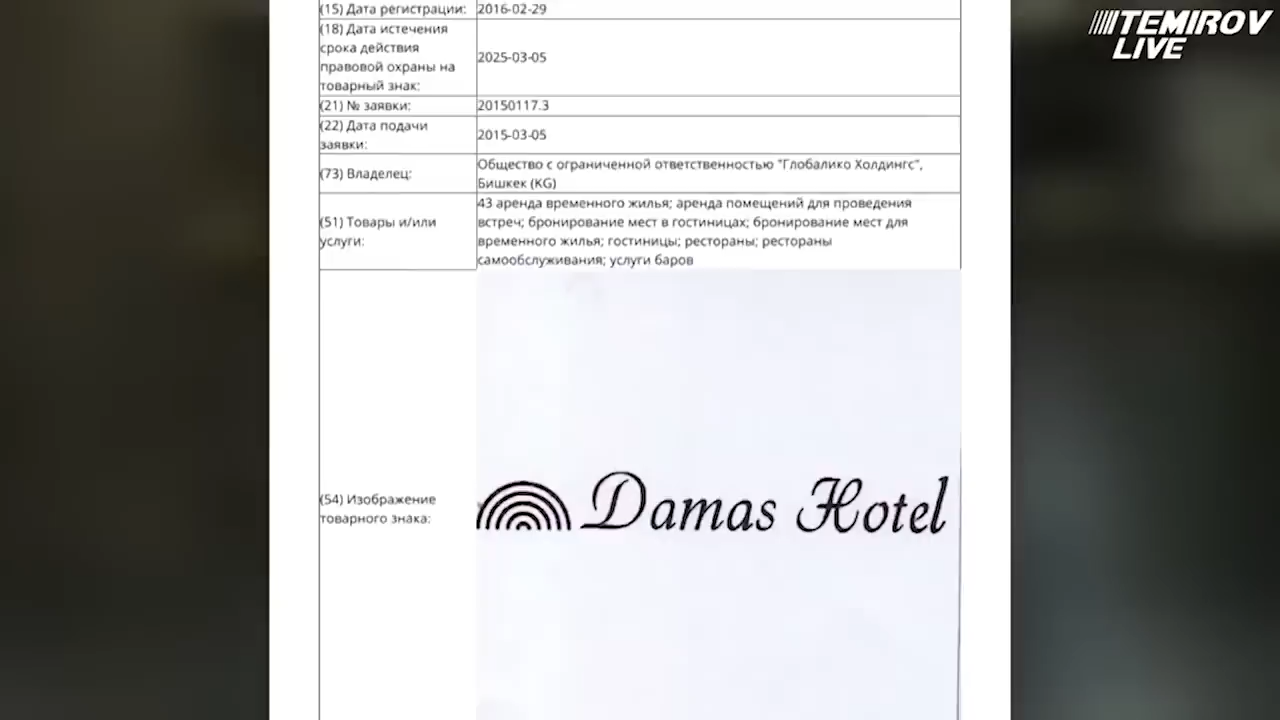 TEMIROV
LIVE
(15) Дата регистрации: 2016-02-29
(18) Дата истечения
срока действия
правовой охраны на
товарный знак:
2025-03-05
(21) № заявки: 20150117.3
(22) Дата подачи
заявки:
2015-03-05
(73) Владелец:
Общество с ограниченной ответственностью "Глобалико Холдингс",
Бишкек (KG)
(51) Товары и/или
услуги:
43 аренда временного жилья; аренда помещений для проведения
встреч; бронирование мест в гостиницах; бронирование мест для
временного жилья; гостиницы; рестораны; рестораны
самообслуживания; услуги баров
(54) Изображение
товарного знака:
Damas Hotel